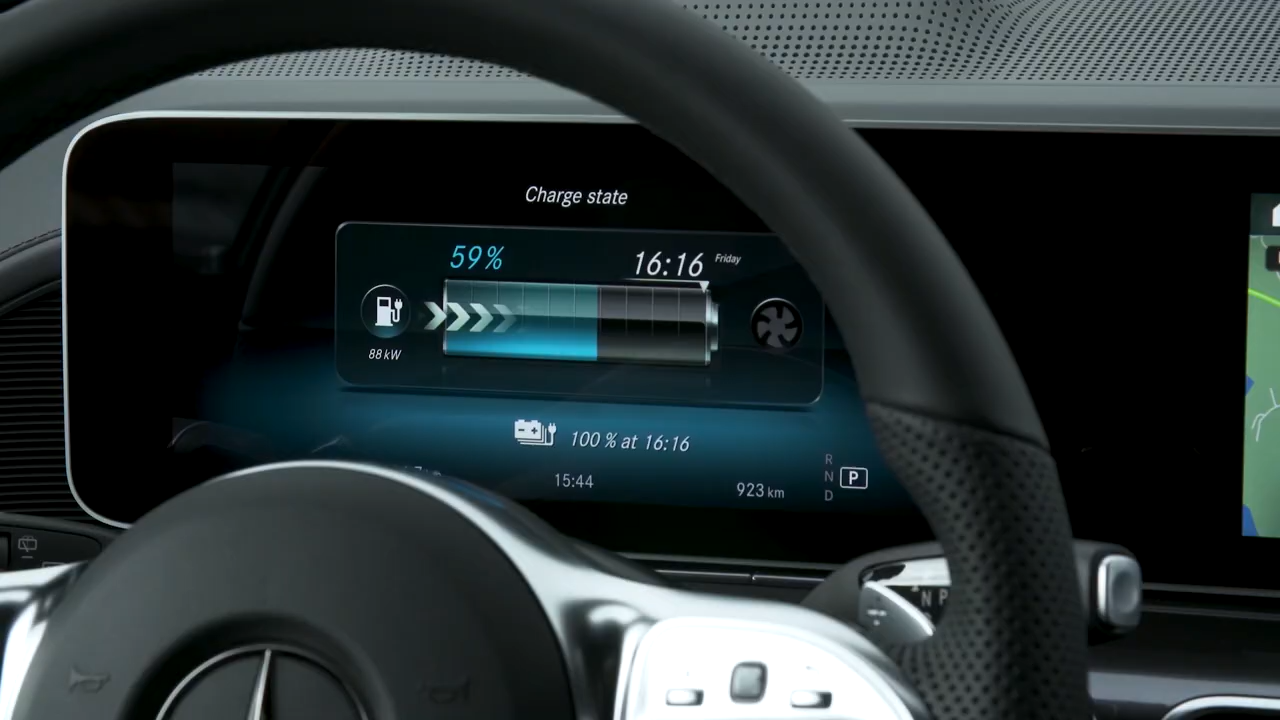 Charge state
59%
16:16 Friday
88 kW
100 % at 16:16
15:44
923 km
R
N
D
P
N P